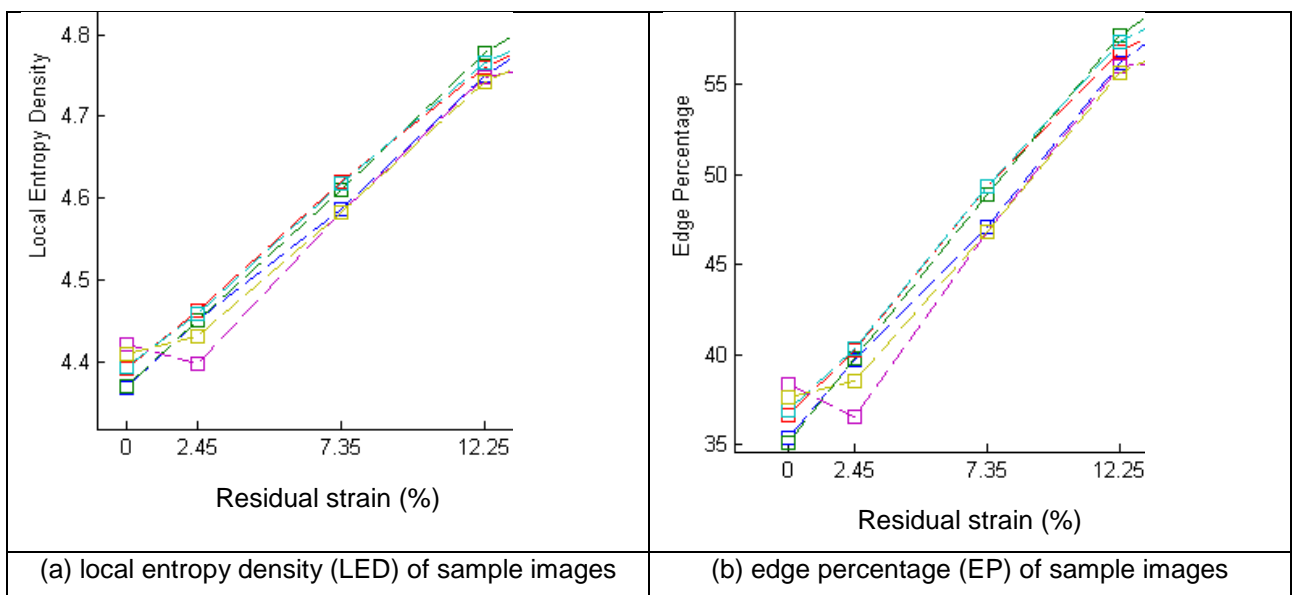 4.8
4.7
4.6
4.5
4.4
Local Entropy Density
0 2.45 7.35 12.25
Residual strain (%)
55
50
45
40
35
Edge Percentage
0 2.45 7.35 12.25
Residual strain (%)
(a) local entropy density (LED) of sample images
(b) edge percentage (EP) of sample images